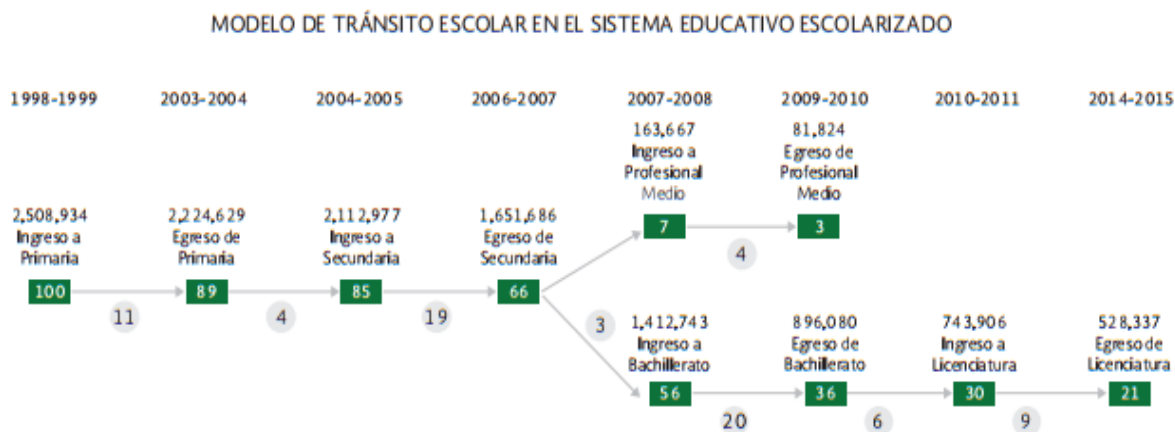 MODELO DE TRÁNSITO ESCOLAR EN EL SISTEMA EDUCATIVO ESCOLARIZADO
1998-1999 2003-2004 2004-2005 2006-2007 2007-2008 2009-2010 2010-2011 2014-2015
163,667
Ingreso a
Profesional
Medio
7
4
81,824
Egreso de
Profesional
Medio
3
2,508,934
Ingreso a
Primaria
100
11
2,224,629
Egreso de
Primaria
89
4
2,112,977
Ingreso a
Secundaria
85
19
1,651,686
Egreso de
Secundaria
66
3
1,412,743
Ingreso a
Bachillerato
56
20
896,080
Egreso de
Bachillerato
36
6
743,906
Ingreso a
Licenciatura
30
9
528,337
Egreso de
Licenciatura
21